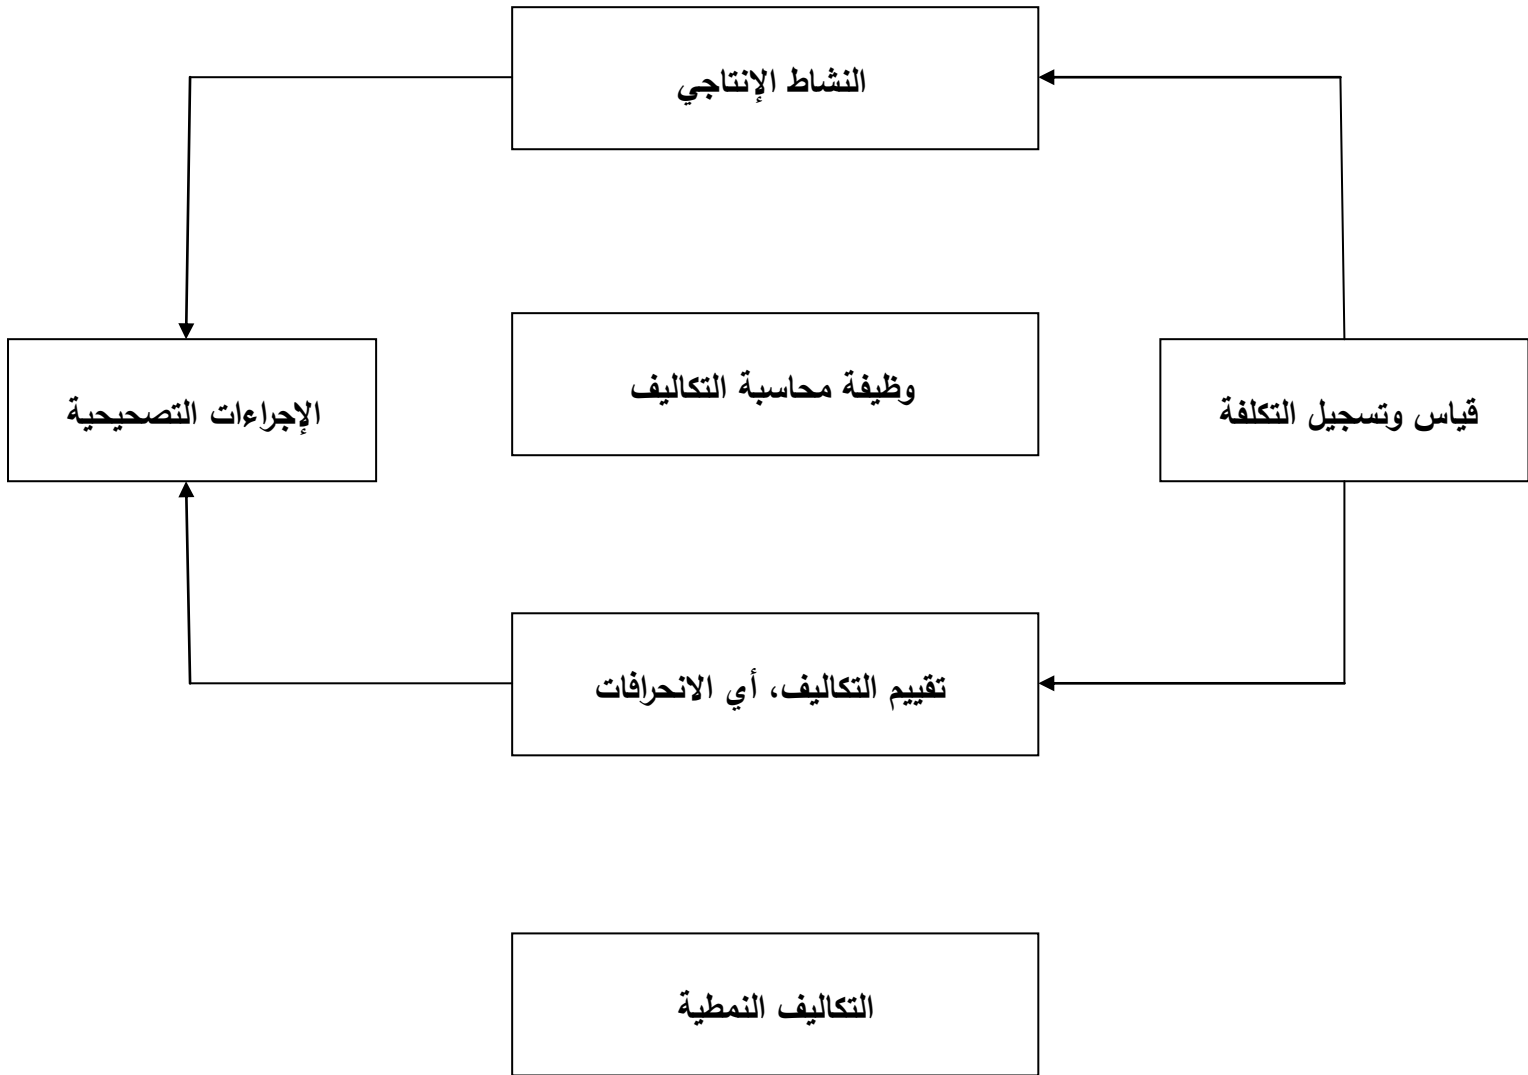 النشاط الإنتاجي
وظيفة محاسبة التكاليف
قياس وتسجيل التكلفة
الإجراءات التصحيحية
تقييم التكاليف، أي الانحرافات
التكاليف النمطية